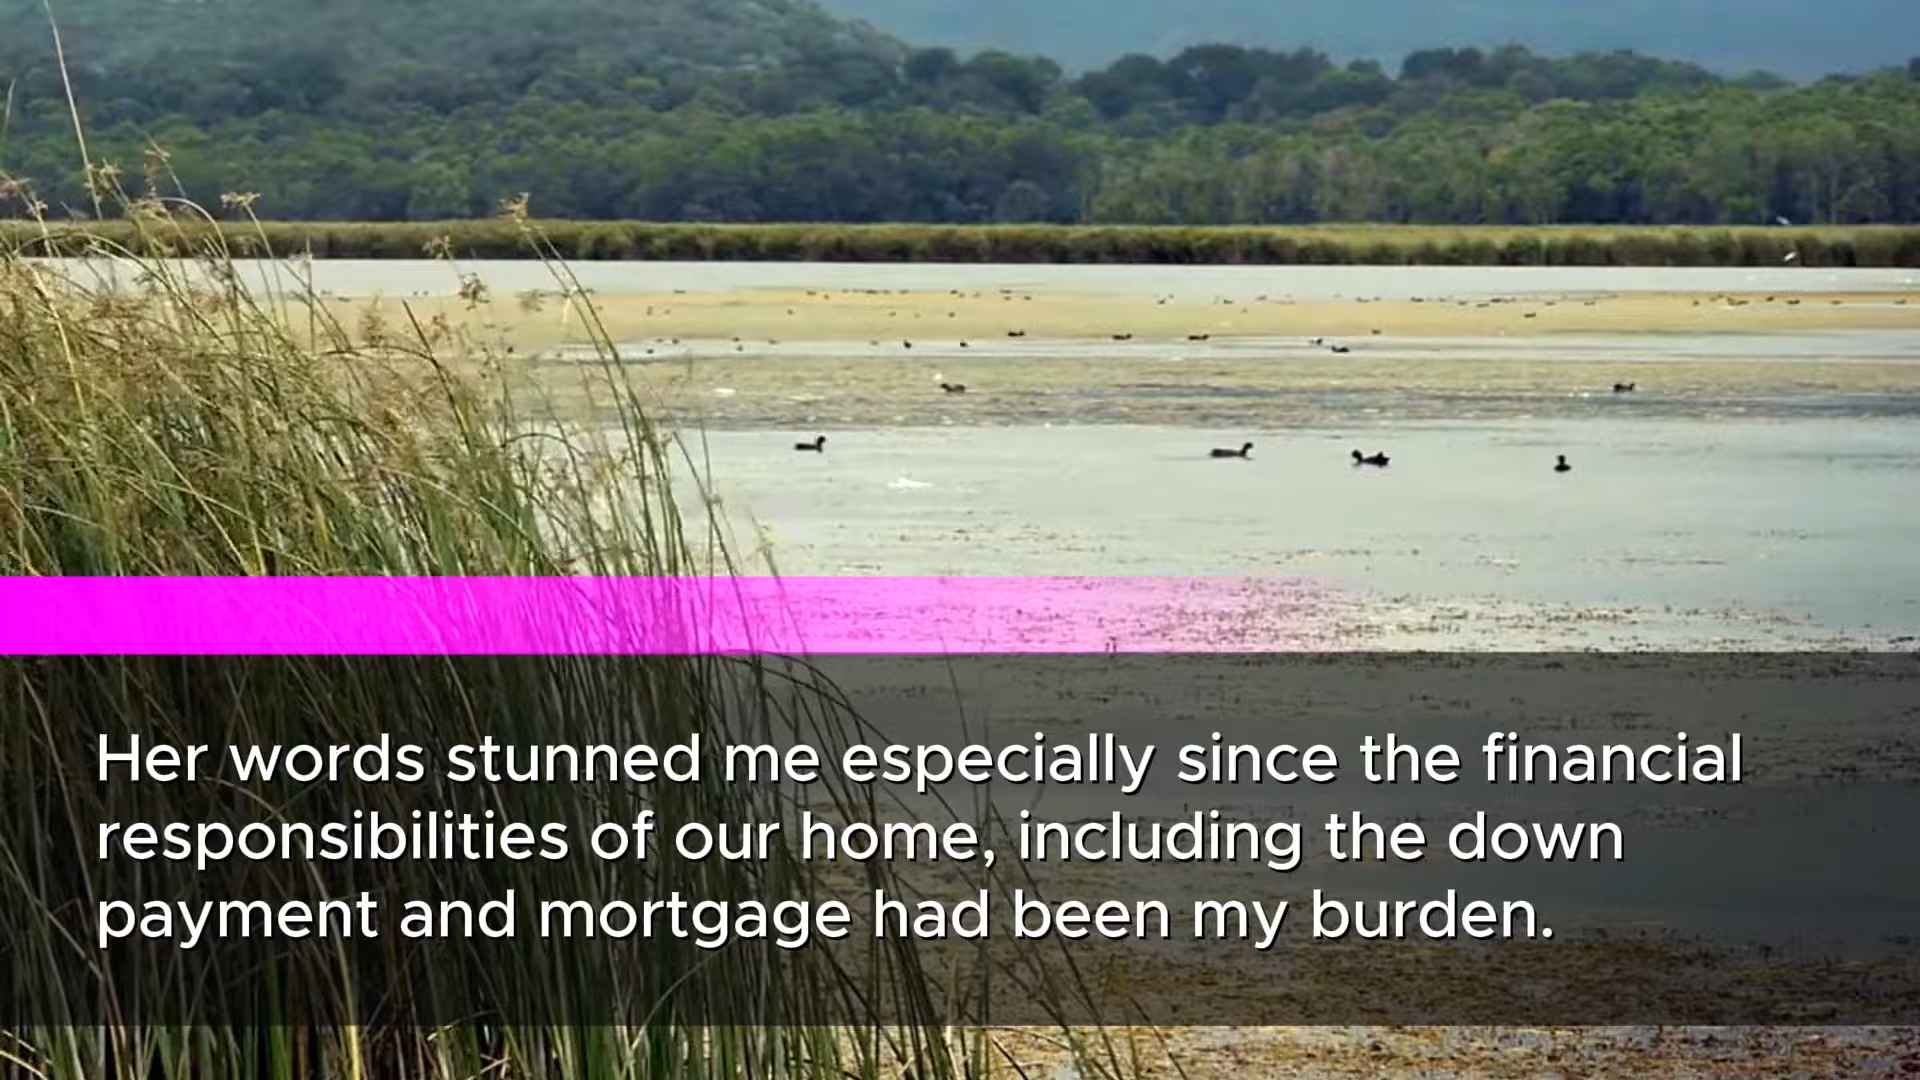 Her words stunned me especially since the financial
responsibilities of our home, including the down
payment and mortgage had been my burden.